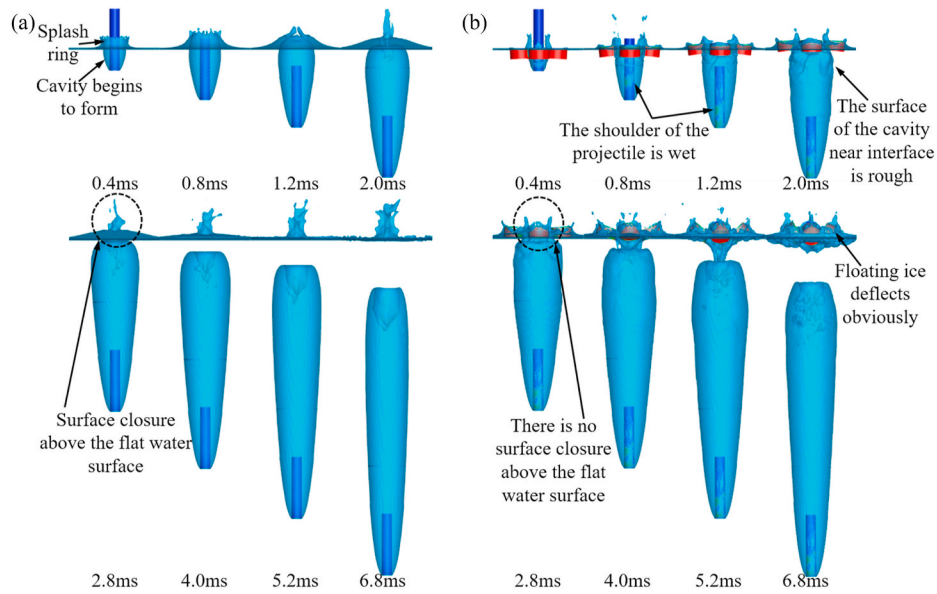 (a)
Splash
ring
Cavity begins
to form
0.4ms
0.8ms
1.2ms
2.0ms
Surface closure
above the flat water
surface
2.8ms
4.0ms
5.2ms
6.8ms
(b)
The shoulder of the
projectile is wet
The surface
of the cavity
near interface
is rough
0.4ms
0.8ms
1.2ms
2.0ms
Floating ice
deflects
obviously
There is no
surface closure
above the flat
water surface
2.8ms
4.0ms
5.2ms
6.8ms